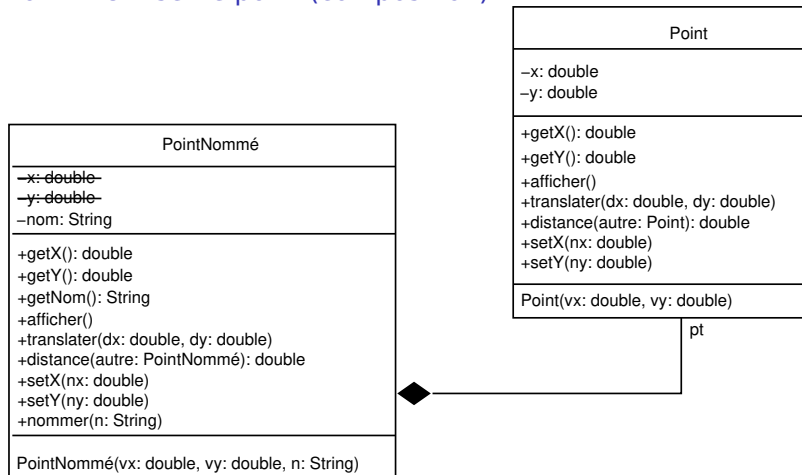 Point
−x: double
−y: double
+getX(): double
+getY(): double
+afficher()
+translater(dx: double, dy: double)
+distance(autre: Point): double
+setX(nx: double)
+setY(ny: double)
Point(vx: double, vy: double)
pt
PointNommé
−x: double
−y: double
−nom: String
+getX(): double
+getY(): double
+getNom(): String
+afficher()
+translater(dx: double, dy: double)
+distance(autre: PointNommé): double
+setX(nx: double)
+setY(ny: double)
+nommer(n: String)
PointNommé(vx: double, vy: double, n: String)